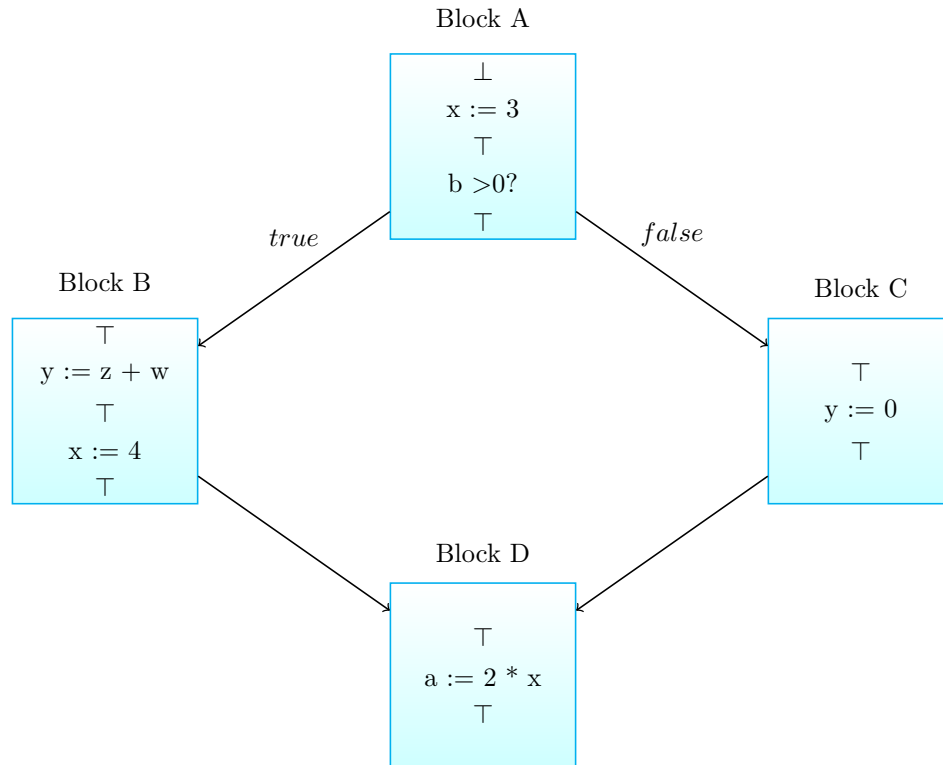 Block A
⊥
x := 3
⊤
b >0?
⊤
true
false
Block B
⊤
y := z + w
⊤
x := 4
⊤
Block C
⊤
y := 0
⊤
Block D
⊤
a := 2 * x
⊤